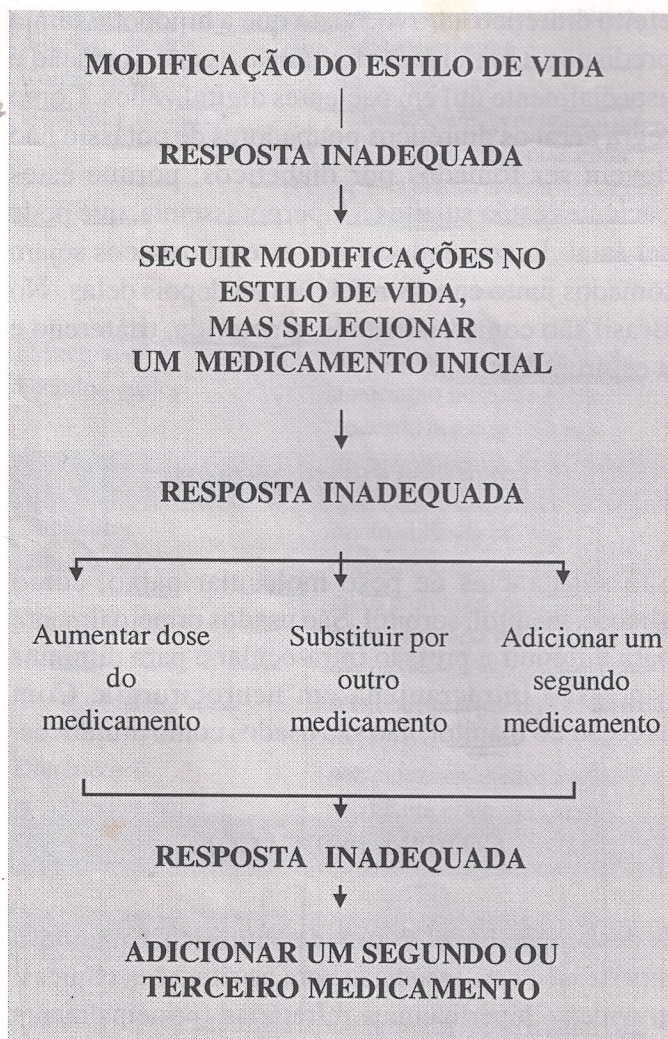 MODIFICAÇÃO DO ESTILO DE VIDA
RESPOSTA INADEQUADA
SEGUIR MODIFICAÇÕES NO
ESTILO DE VIDA,
MAS SELECIONAR
UM MEDICAMENTO INICIAL
RESPOSTA INADEQUADA
Aumentar dose
do
medicamento
Substituir por
outro
medicamento
Adicionar um
segundo
medicamento
RESPOSTA INADEQUADA
ADICIONAR UM SEGUNDO OU
TERCEIRO MEDICAMENTO